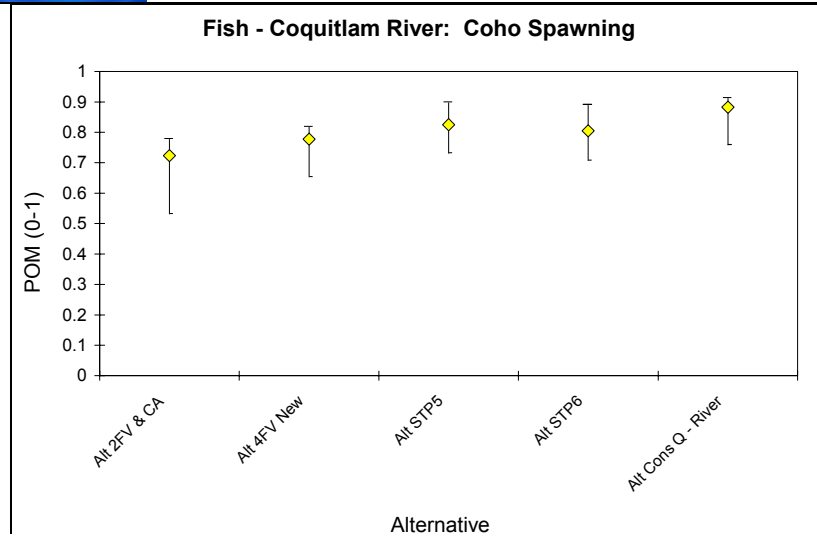 Fish - Coquitlam River: Coho Spawning
POM (0-1)
1
0.9
0.8
0.7
0.6
0.5
0.4
0.3
0.2
0.1
0
Alt 2FV & CA
Alt 4FV New
Alt STP5
Alt STP6
Alt Cons Q - River
Alternative